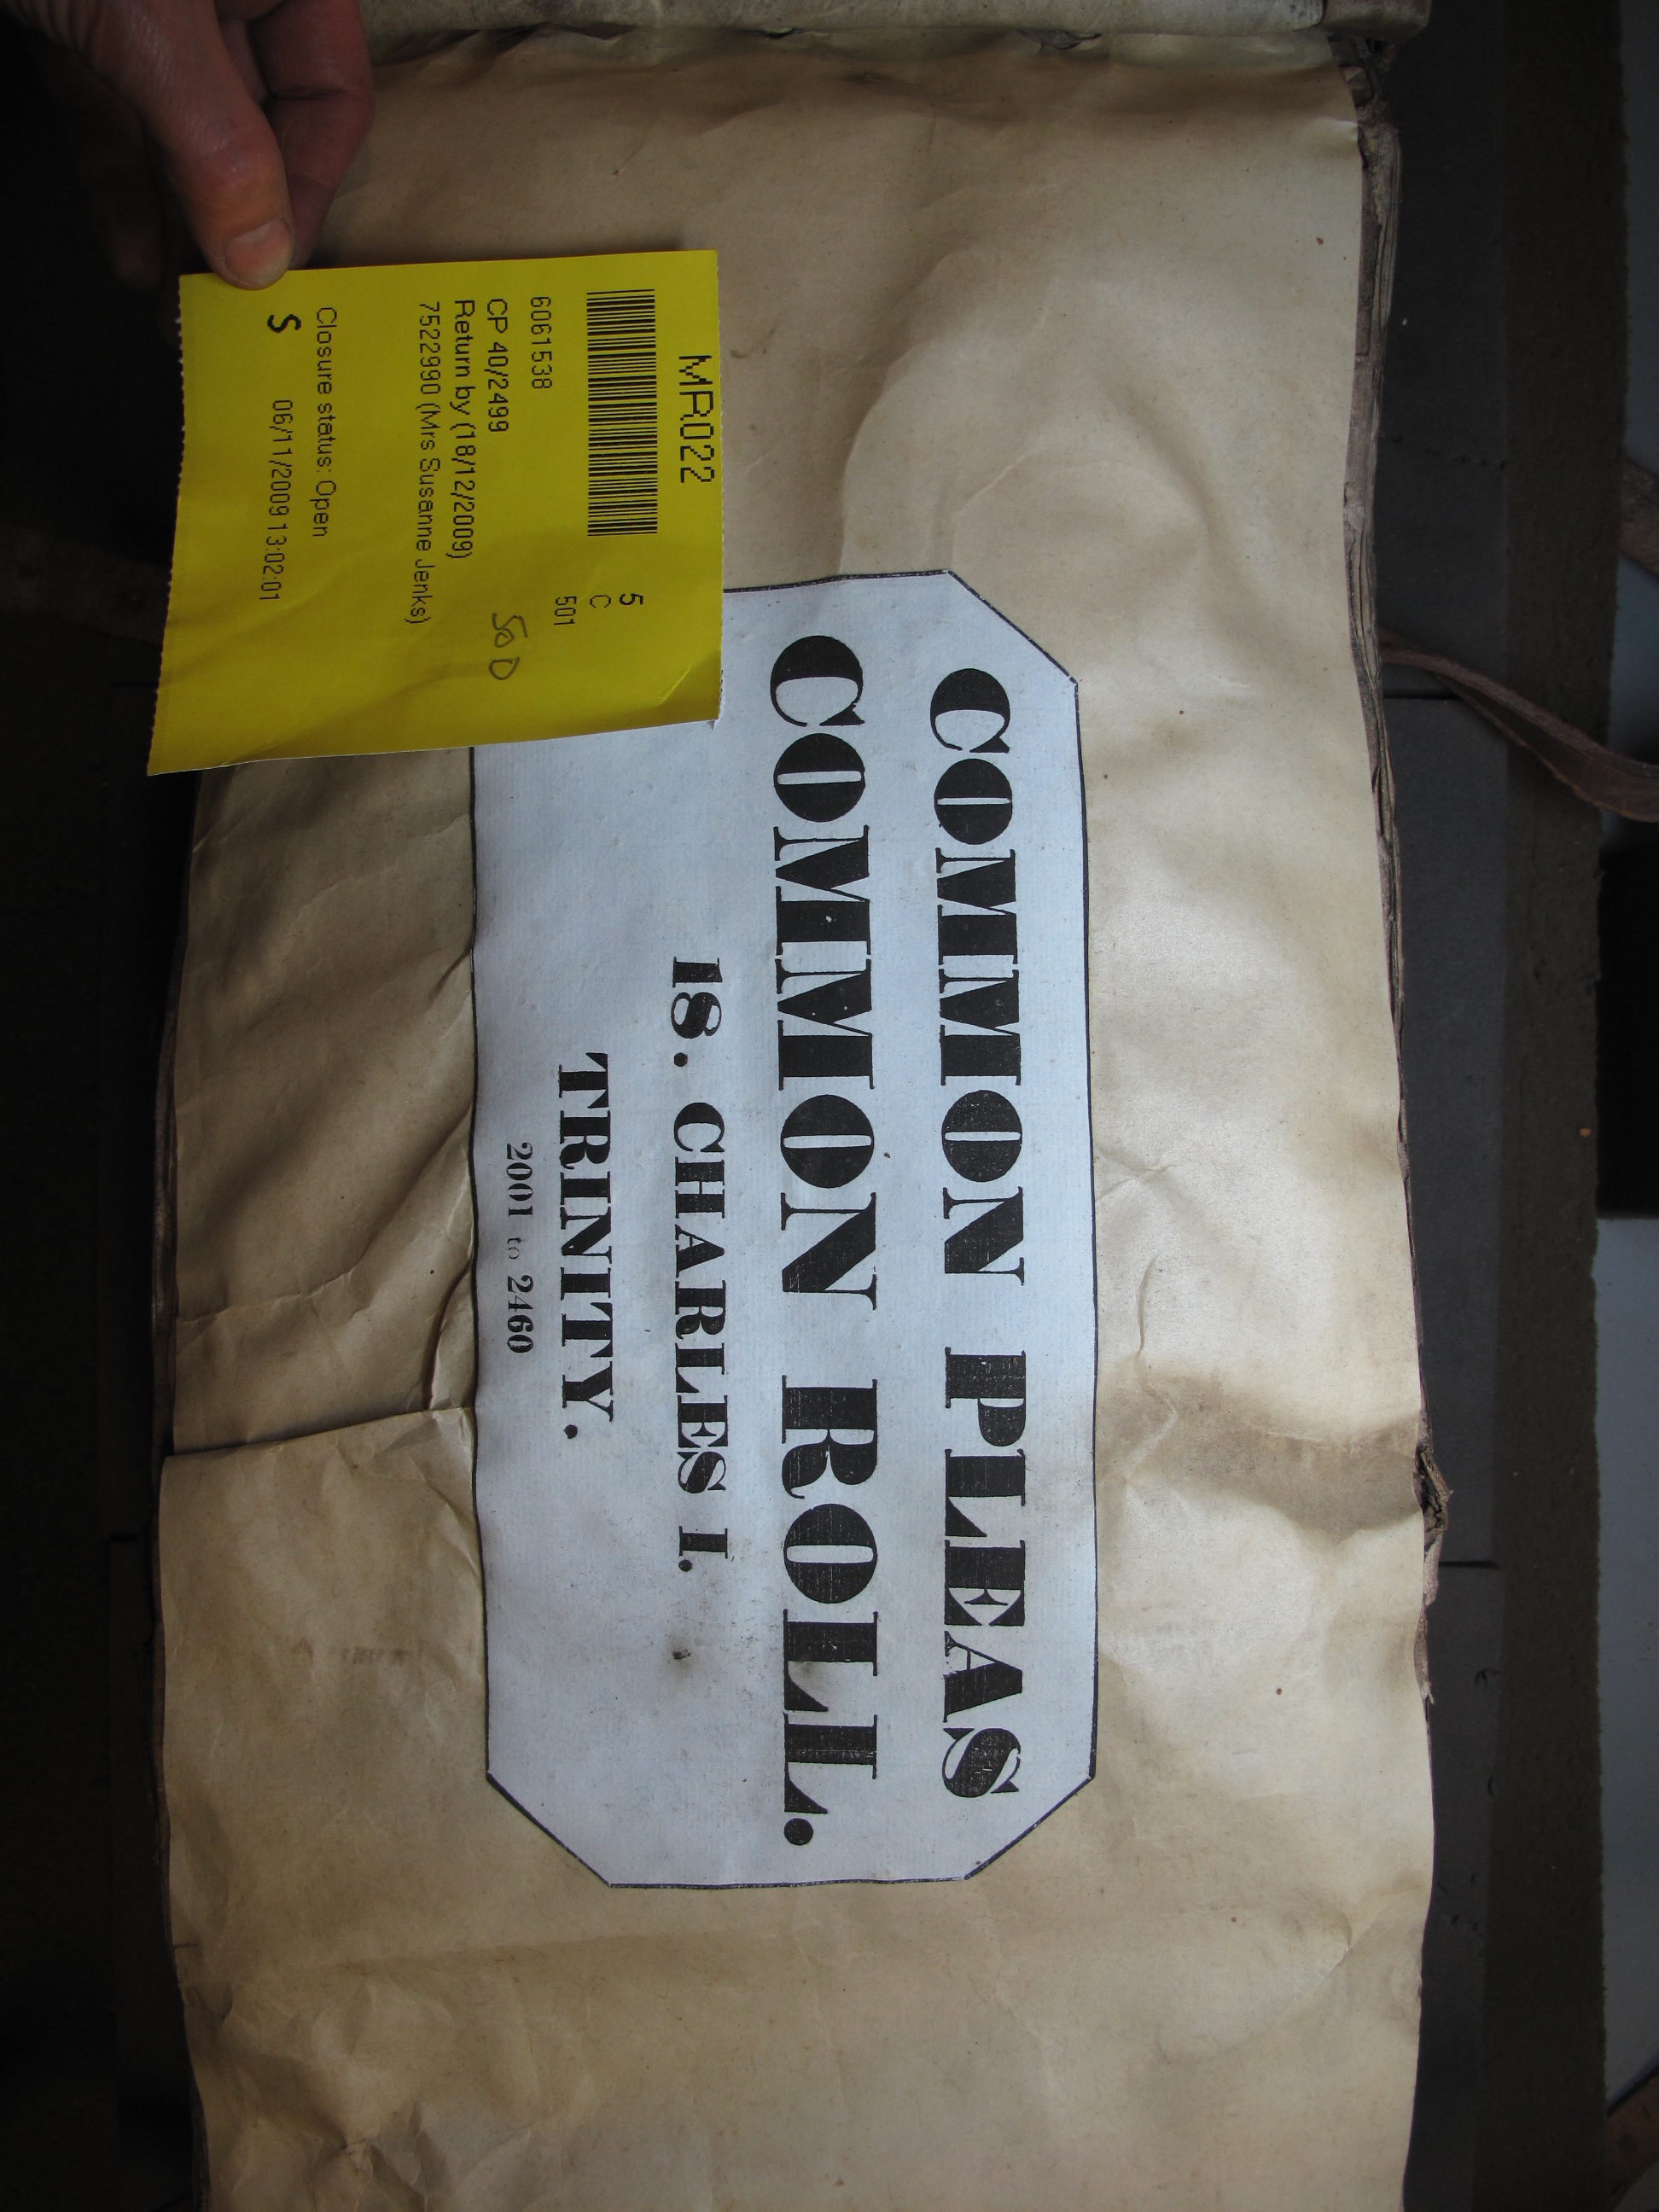 MR022
5
C
501
6061538
CP 40/2499
Return by (18/12/2009)
7522990 (Mrs Susanne Jenks)
Closure status: Open
S 06/11/2009 13:02:01
COMMON PLEAS
COMMON ROLL.
18. CHARLES I.
TRINITY.
2001 to 2460